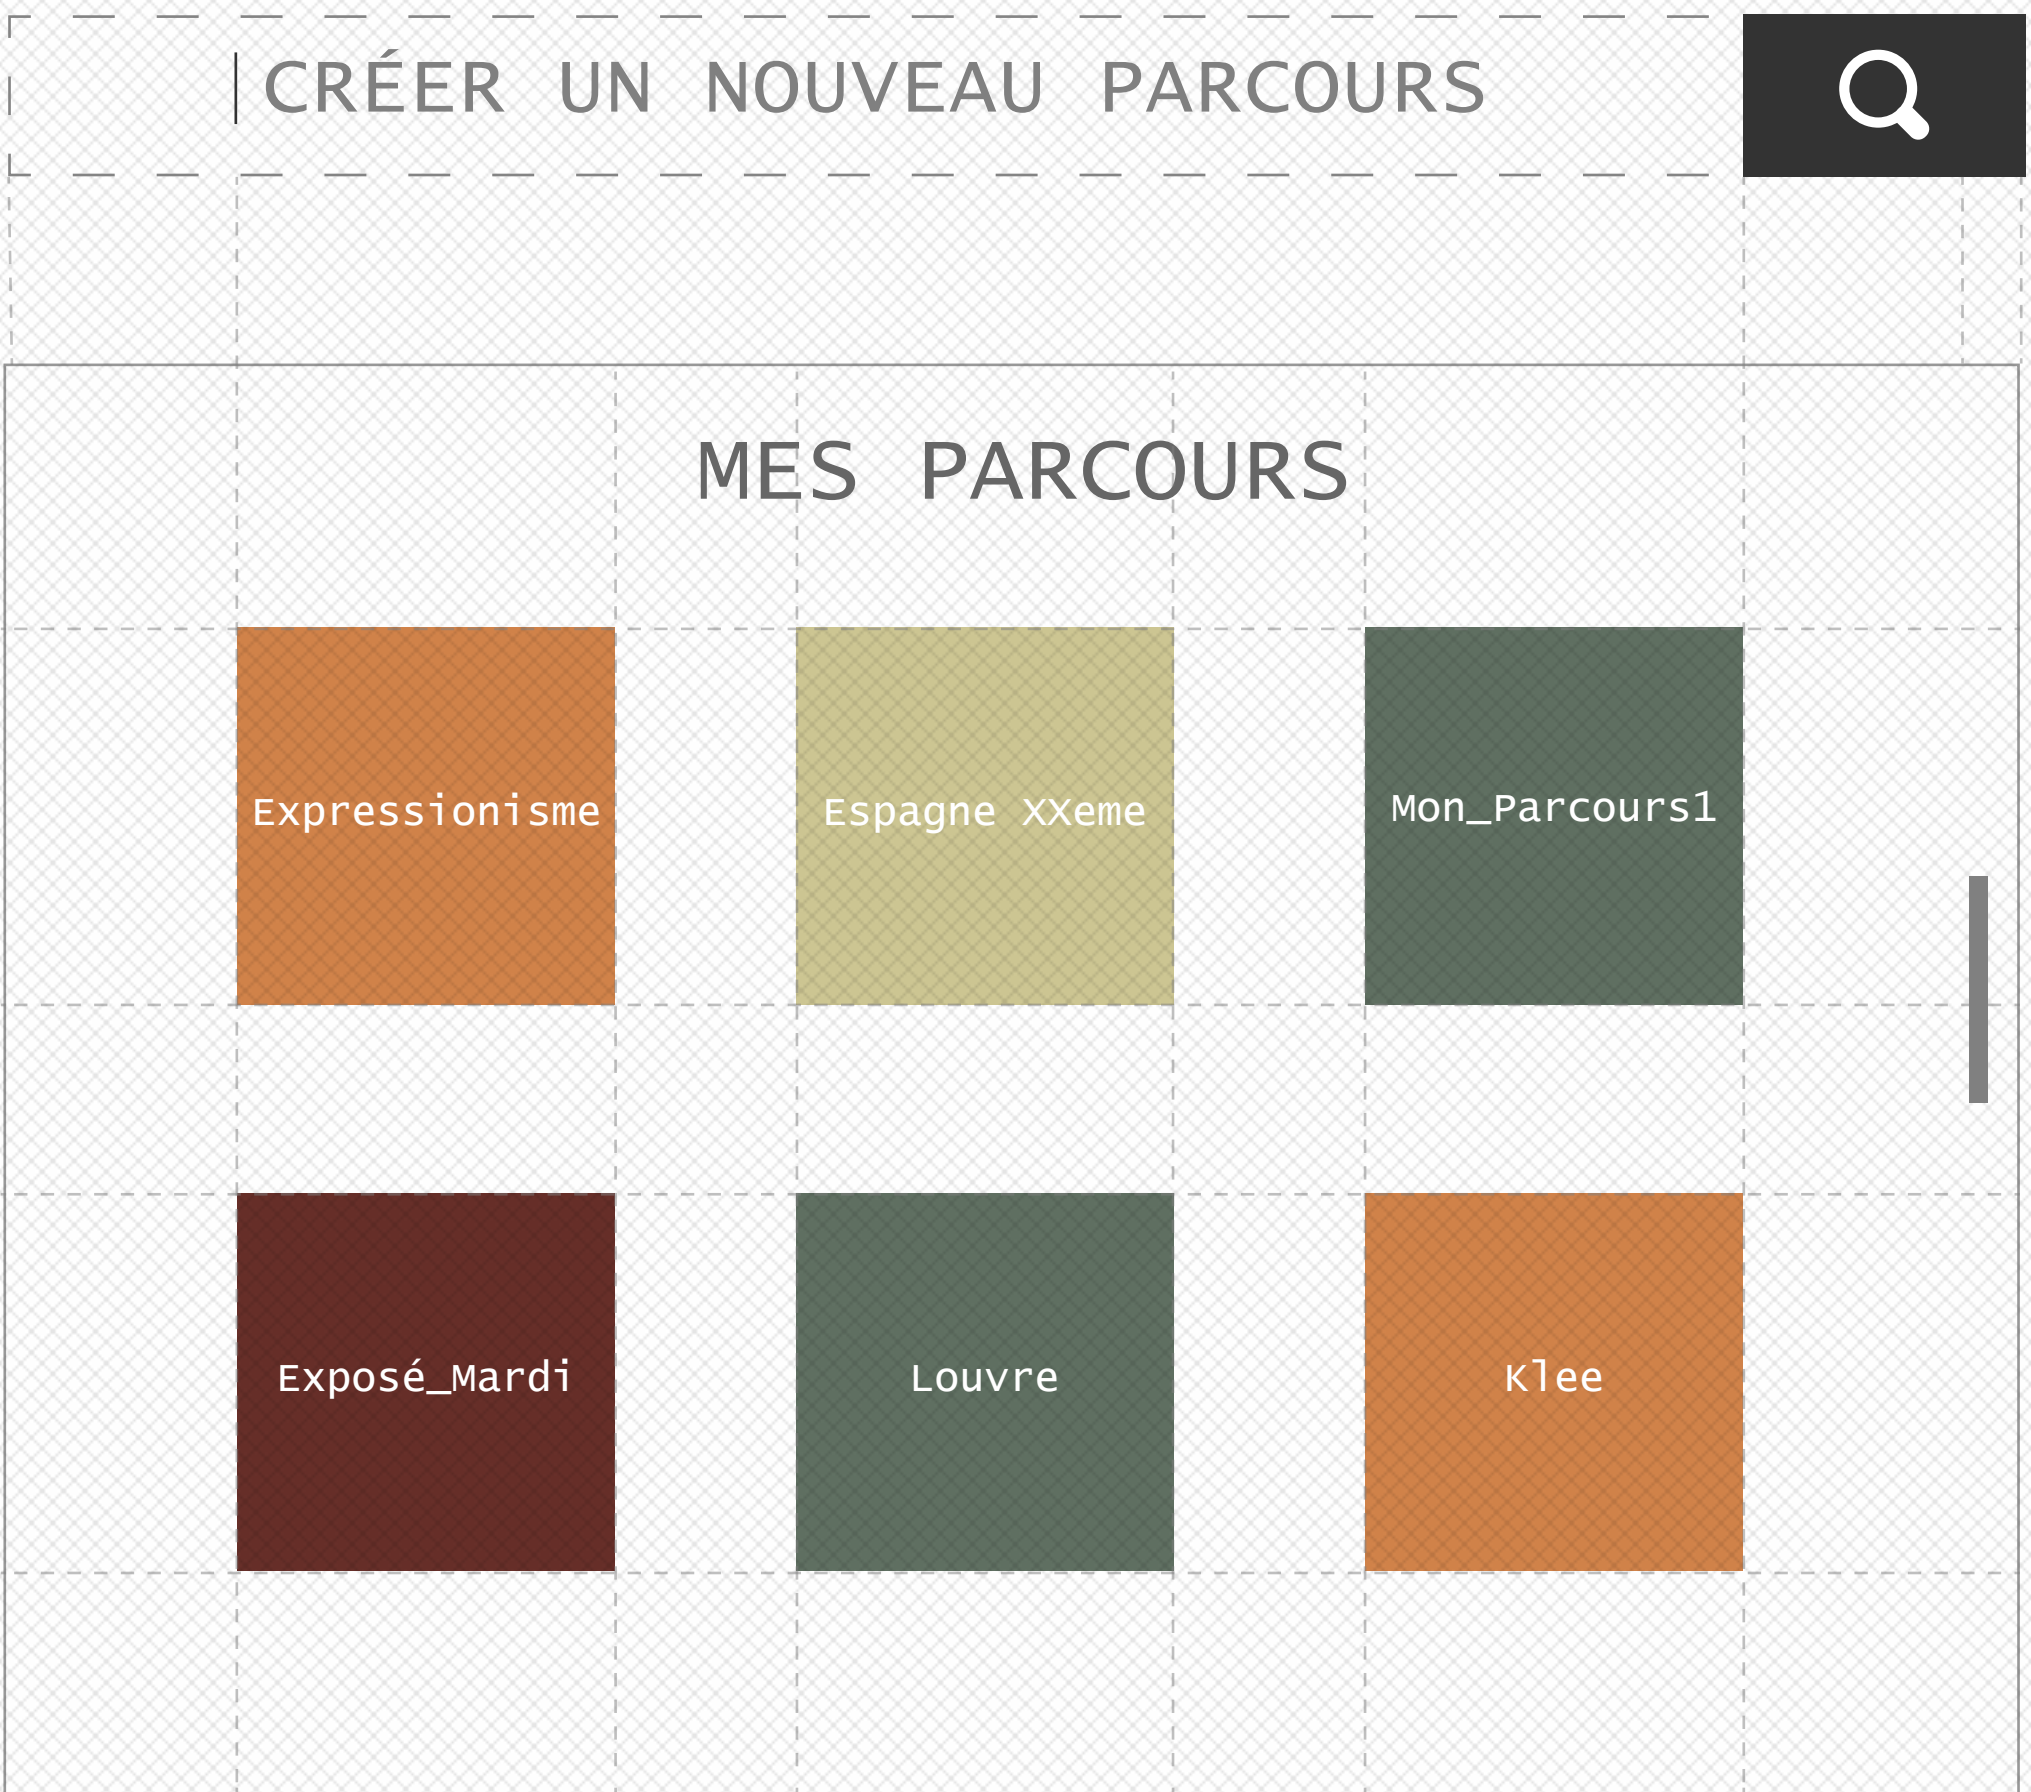 CRÉER UN NOUVEAU PARCOURS
MES PARCOURS
Expressionisme
Espagne XXeme
Mon_Parcours1
Exposé_Mardi
Louvre
Klee